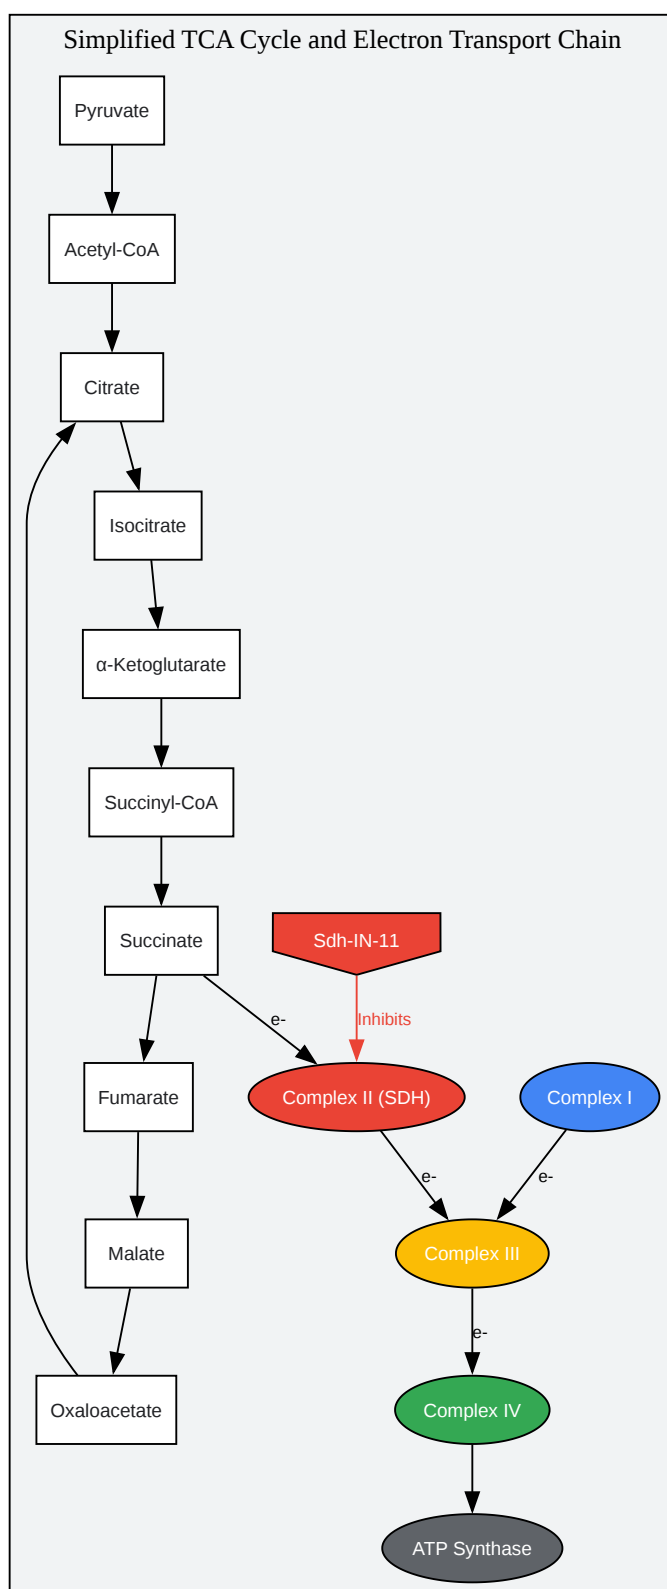 Simplified TCA Cycle and Electron Transport Chain
Pyruvate
Acetyl-CoA
Citrate
Isocitrate
α-Ketoglutarate
Succinyl-CoA
Succinate
Sdh-IN-11
e-
Inhibits
Fumarate
Complex II (SDH)
Complex I
e-
e-
Malate
Complex III
e-
Oxaloacetate
Complex IV
ATP Synthase